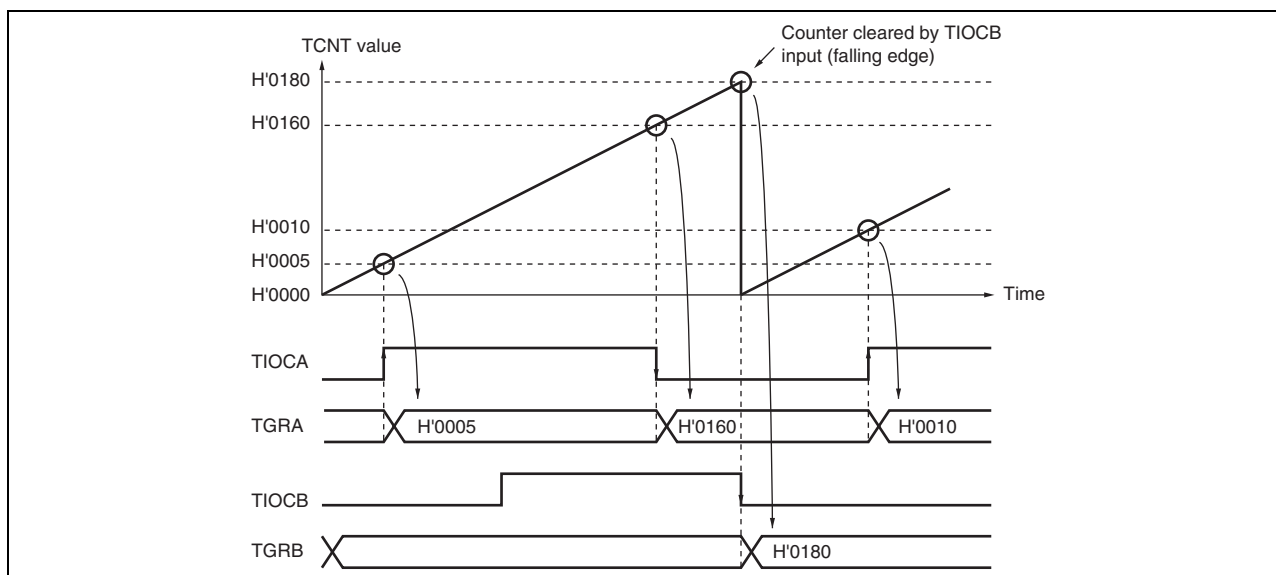 Counter cleared by TIOCB
input (falling edge)
TCNT value
H'0180
H'0160
H'0010
H'0005
H'0000
Time
TIOCA
TGRA
H'0005
H'0160
H'0010
TIOCB
TGRB
H'0180